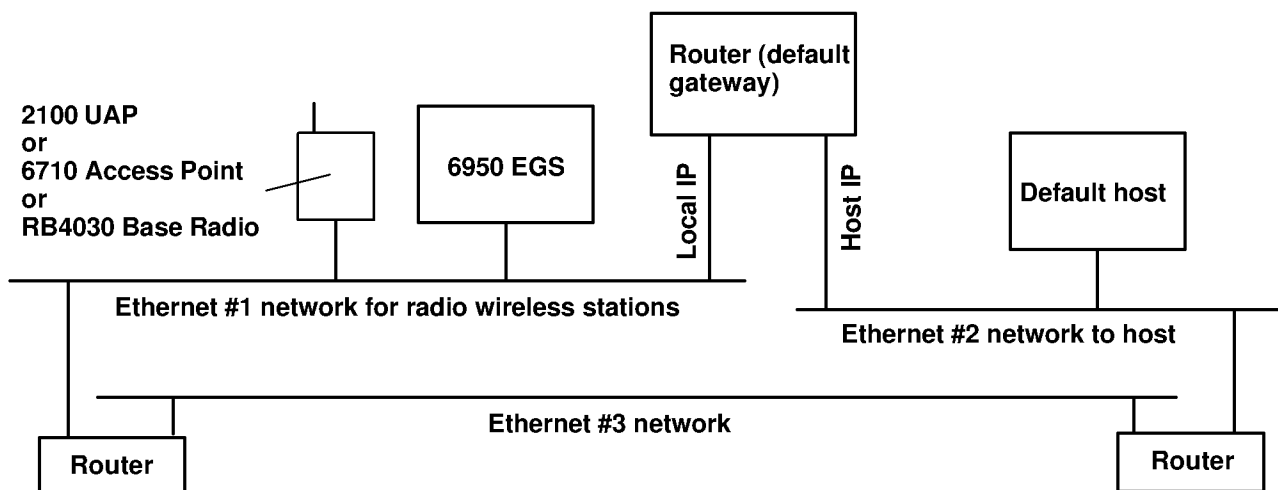 2100 UAP
or
6710 Access Point
or
RB4030 Base Radio
6950 EGS
Router (default
gateway)
Local IP
Host IP
Default host
Ethernet #1 network for radio wireless stations
Ethernet #2 network to host
Ethernet #3 network
Router
Router